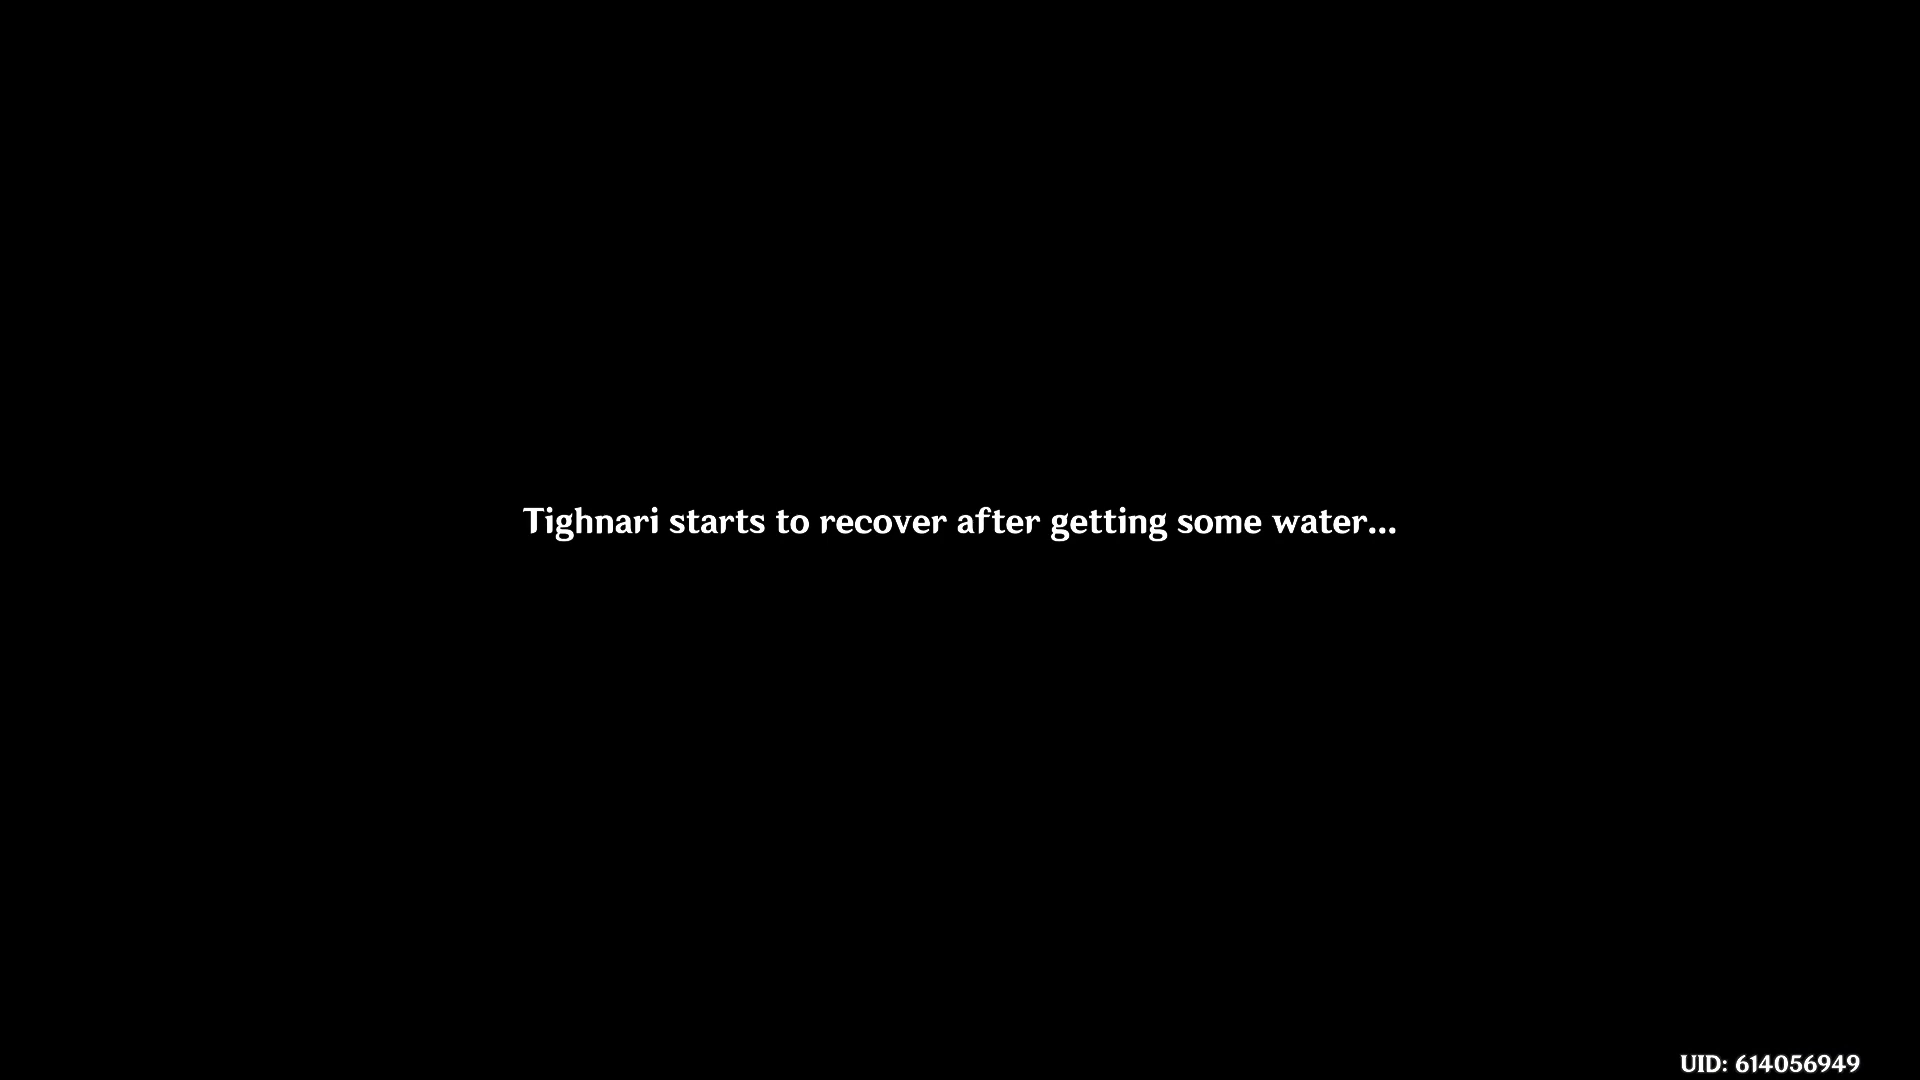 Tighnari starts to recover after getting some water...
UID: 614056949